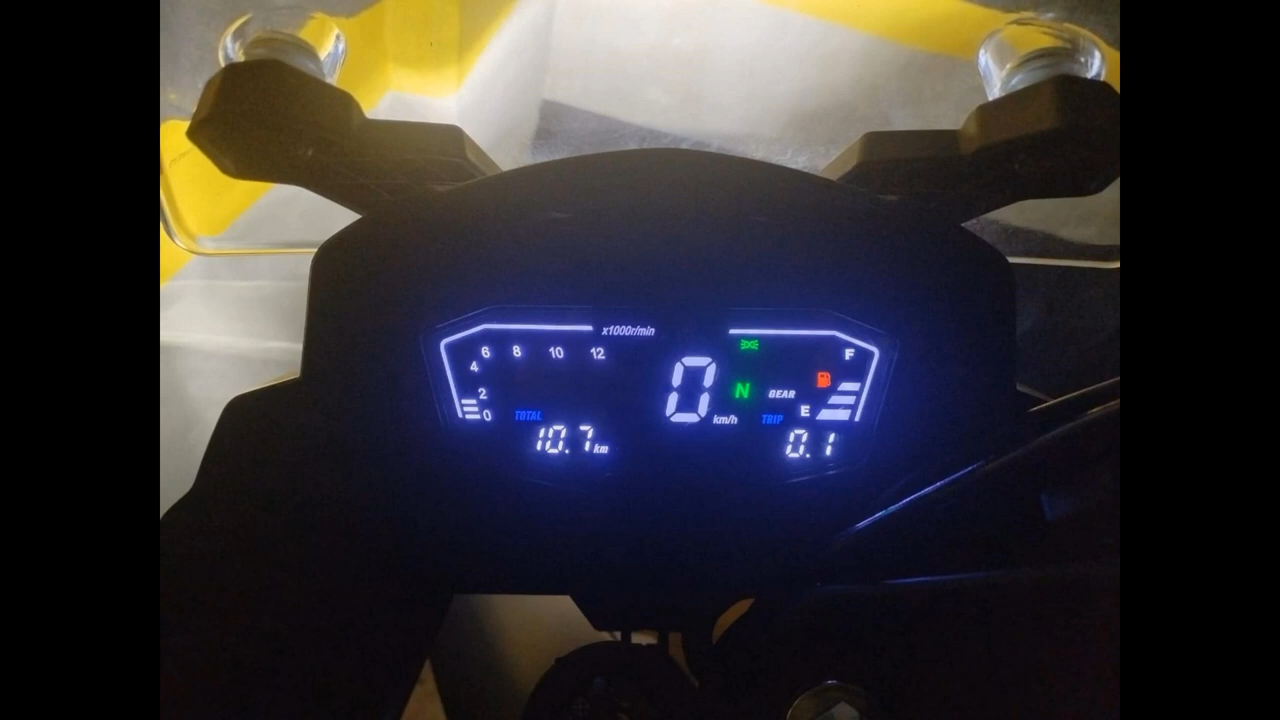 x1000r/min
6 8 10 12
4
2
0
TOTAL
10.7 km
0
km/h
N GEAR
TRIP
0.1
F
E